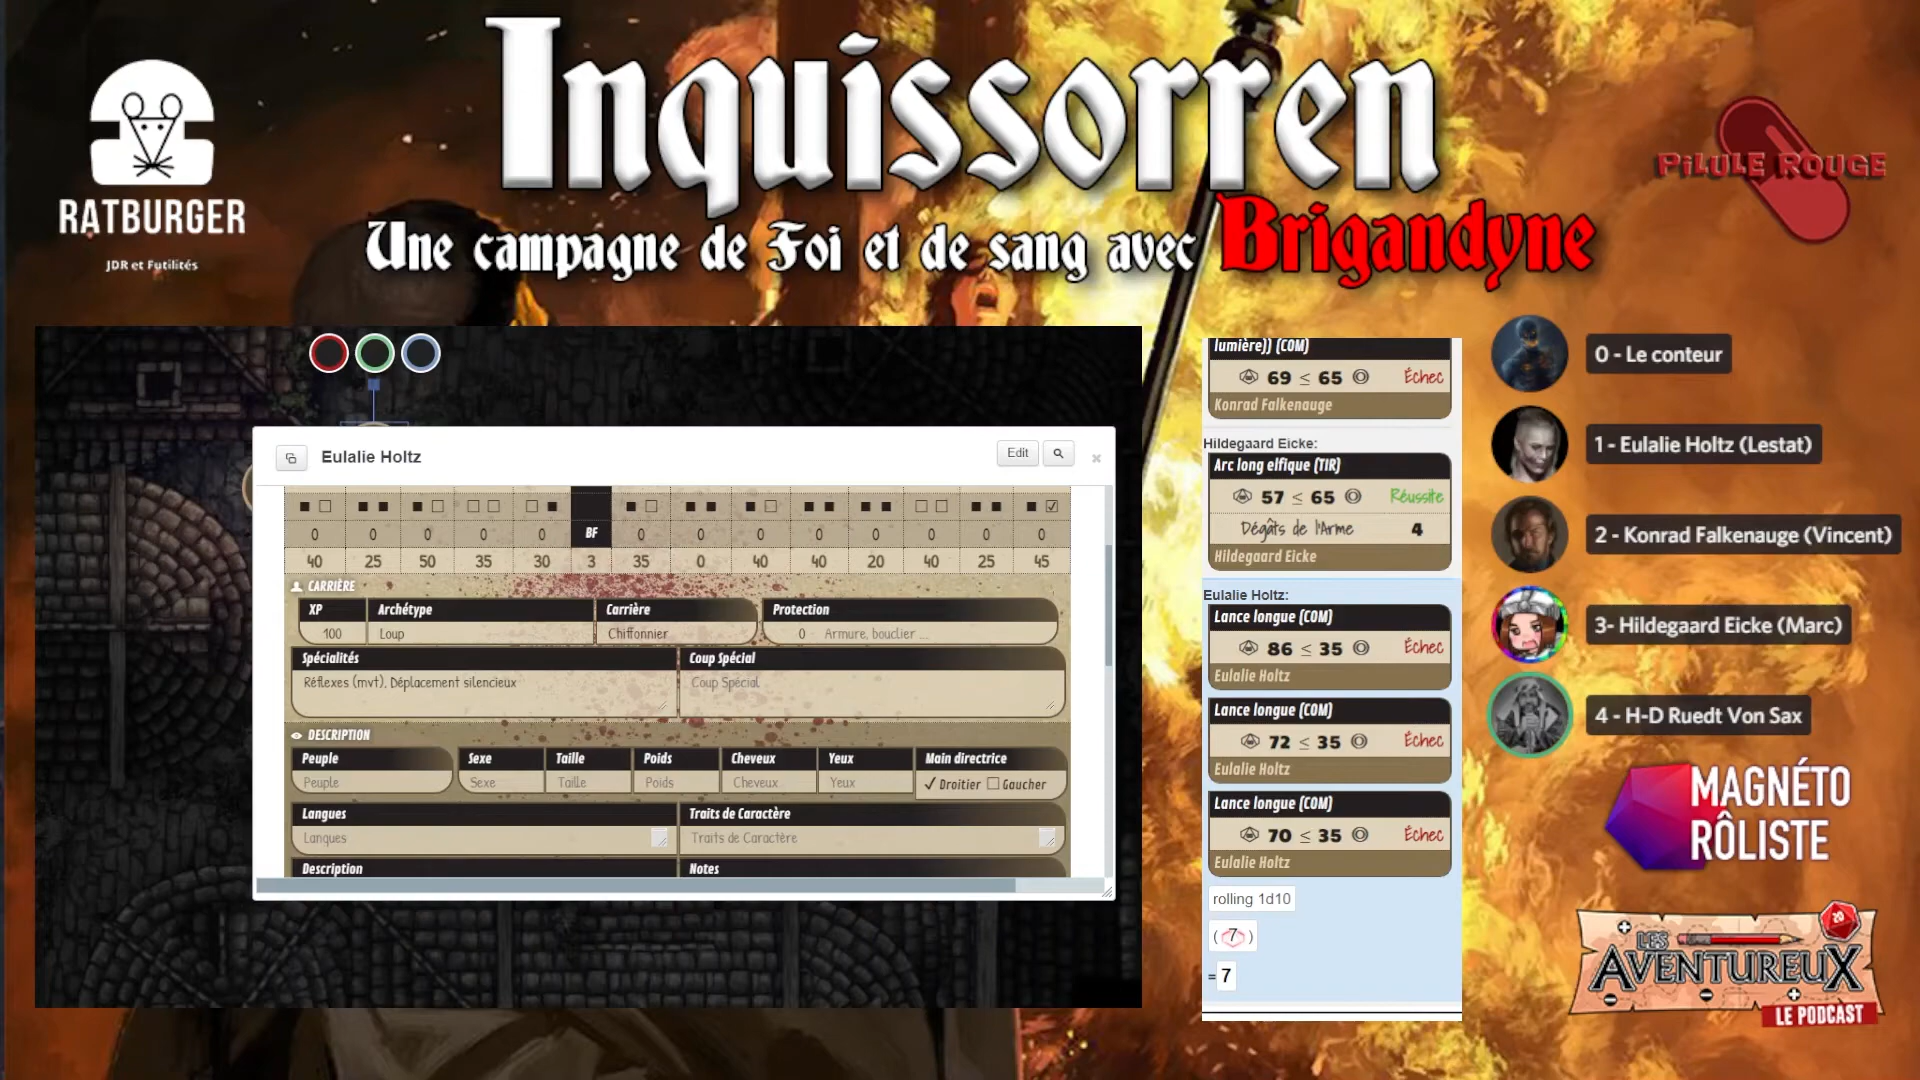 Inquissorren
Une campagne de Foi et de sang avec Brigandyne
RATBURGER
JDR et Futilités
PILULE ROUGE
Eulalie Holtz
Edit
0 0 0 0 0 BF 0 0 0 0 0 0 0 0
40 25 50 35 30 3 35 0 40 40 20 40 25 45
CARRIÈRE
XP Archétype Carrière Protection
100 Loup Chiffonnier 0 Armure, bouclier ...
Spécialités Coup Spécial
Réflexes (mvt), Déplacement silencieux Coup Spécial
DESCRIPTION
Peuple Sexe Taille Poids Cheveux Yeux Main directrice
Peuple Sexe Taille Poids Cheveux Yeux Droitier Gaucher
Langues Traits de Caractère
Langues Traits de Caractère
Description Notes
lumière)) (COM)
69 ≤ 65 Échec
Konrad Falkenauge
Hildegaard Eicke:
Arc long elfique (TIR)
57 ≤ 65 Réussite
Dégâts de l'Arme 4
Hildegaard Eicke
Eulalie Holtz:
Lance longue (COM)
86 ≤ 35 Échec
Eulalie Holtz
Lance longue (COM)
72 ≤ 35 Échec
Eulalie Holtz
Lance longue (COM)
70 ≤ 35 Échec
Eulalie Holtz
rolling 1d10
(7)
=7
0 - Le conteur
1 - Eulalie Holtz (Lestat)
2 - Konrad Falkenauge (Vincent)
3- Hildegaard Eicke (Marc)
4 - H-D Ruedt Von Sax
MAGNÉTO
RÔLISTE
20
LES
AVENTUREUX
LE PODCAST